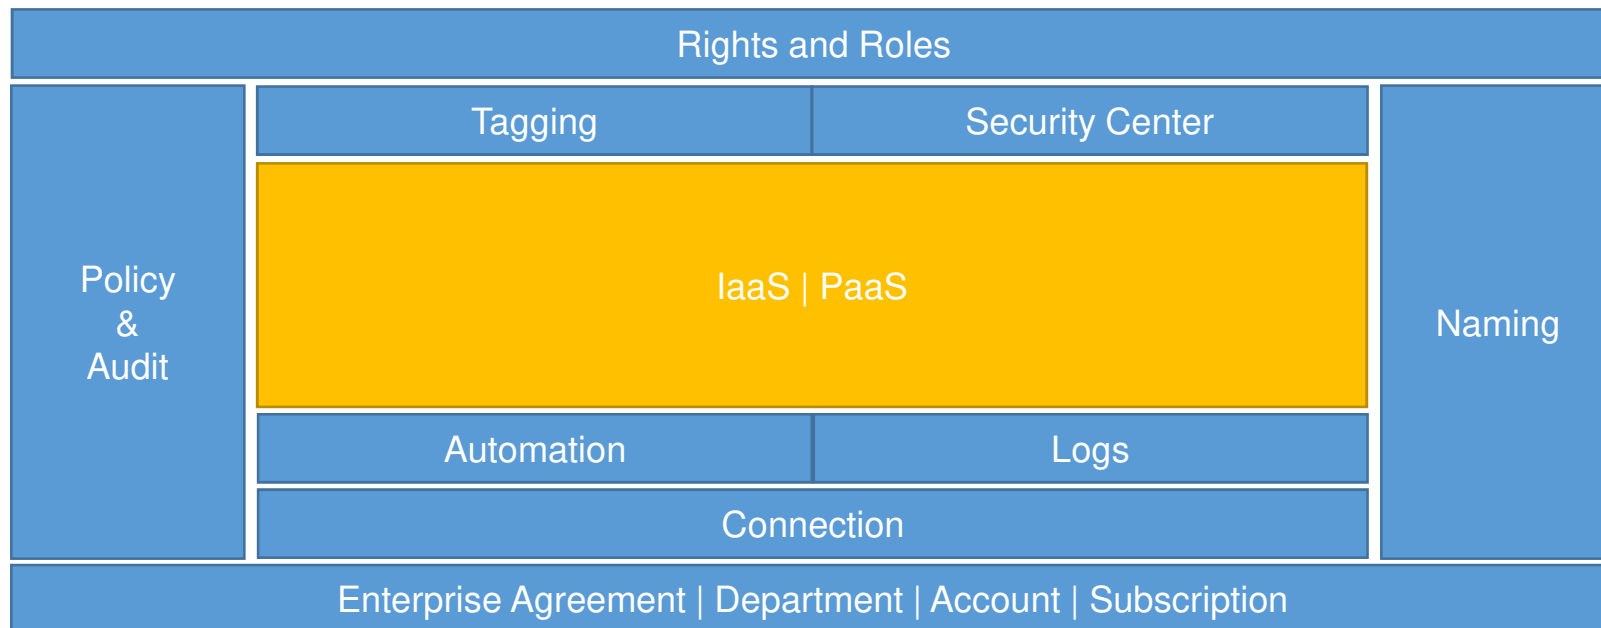 Rights and Roles
Tagging
Security Center
Policy
&
Audit
IaaS | PaaS
Naming
Automation
Logs
Connection
Enterprise Agreement | Department | Account | Subscription